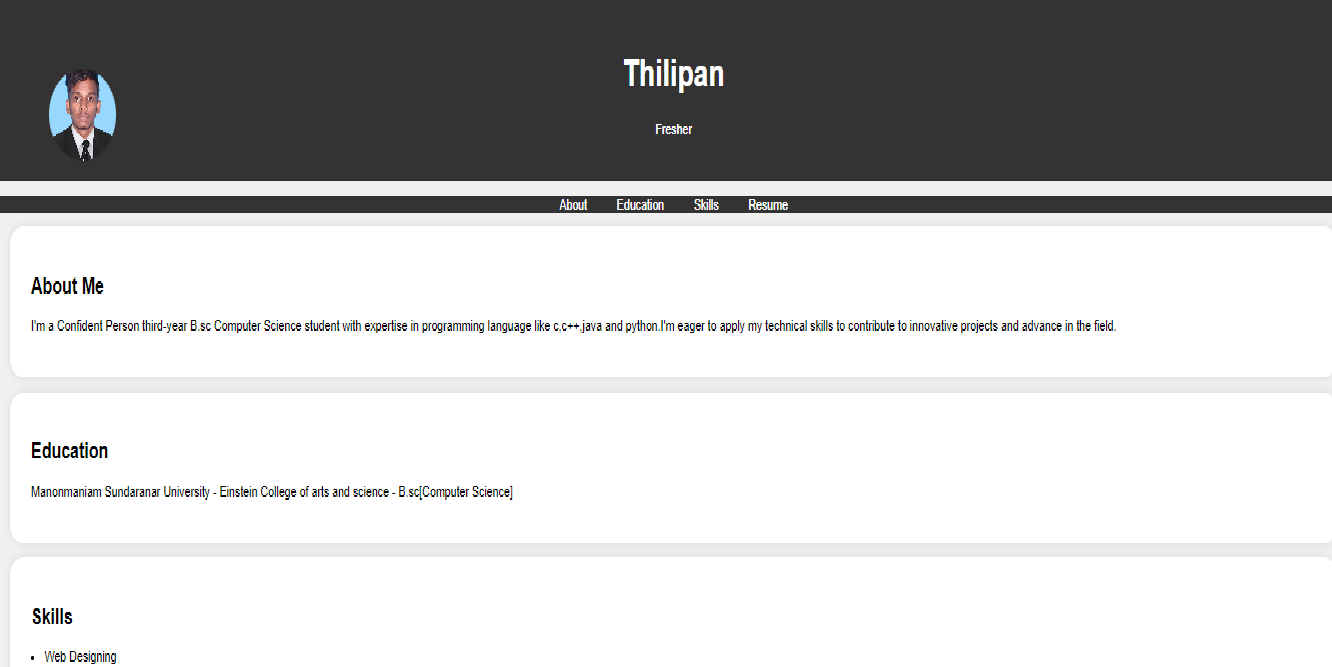 Thilipan
Fresher
About Education Skills Resume
About Me
I'm a Confident Person third-year B.sc Computer Science student with expertise in programming language like c,c++,java and python.I'm eager to apply my technical skills to contribute to innovative projects and advance in the field.
Education
Manonmaniam Sundaranar University - Einstein College of arts and science - B.sc[Computer Science]
Skills
• Web Designing